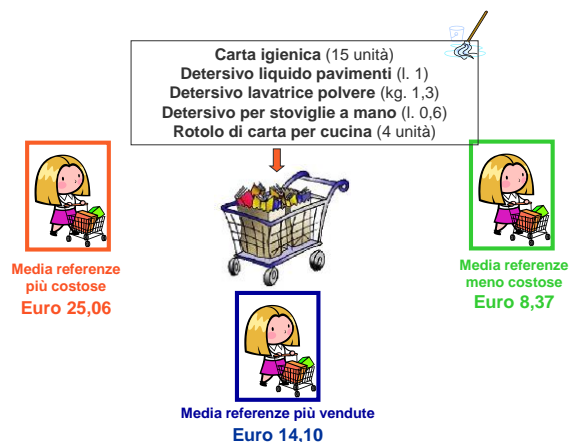 Carta igienica (15 unità)
Detersivo liquido pavimenti (l. 1)
Detersivo lavatrice polvere (kg. 1,3)
Detersivo per stoviglie a mano (l. 0,6)
Rotolo di carta per cucina (4 unità)
Media referenze
più costose
Euro 25,06
Media referenze
meno costose
Euro 8,37
Media referenze più vendute
Euro 14,10